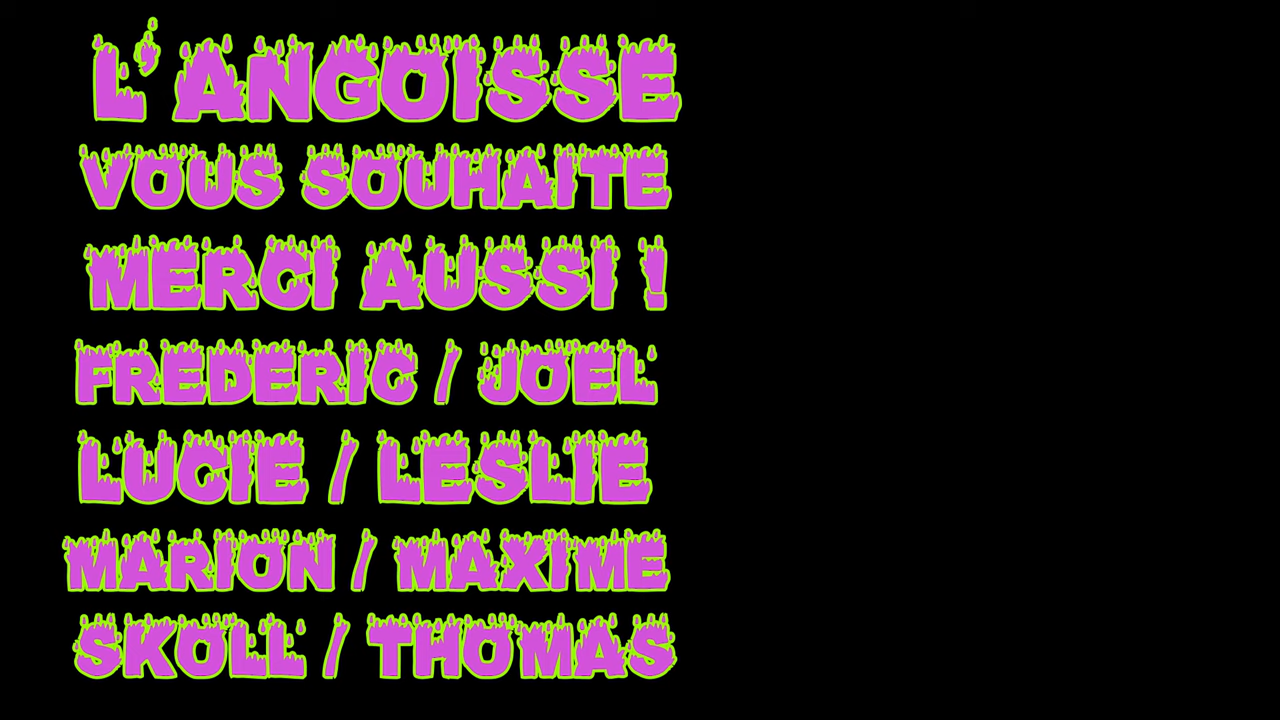 L'ANGOISSE
VOUS SOUHAITE
MERCI AUSSI !
FREDERIC / JOEL
LUCIE / LESLIE
MARION / MAXIME
SKOLL / THOMAS